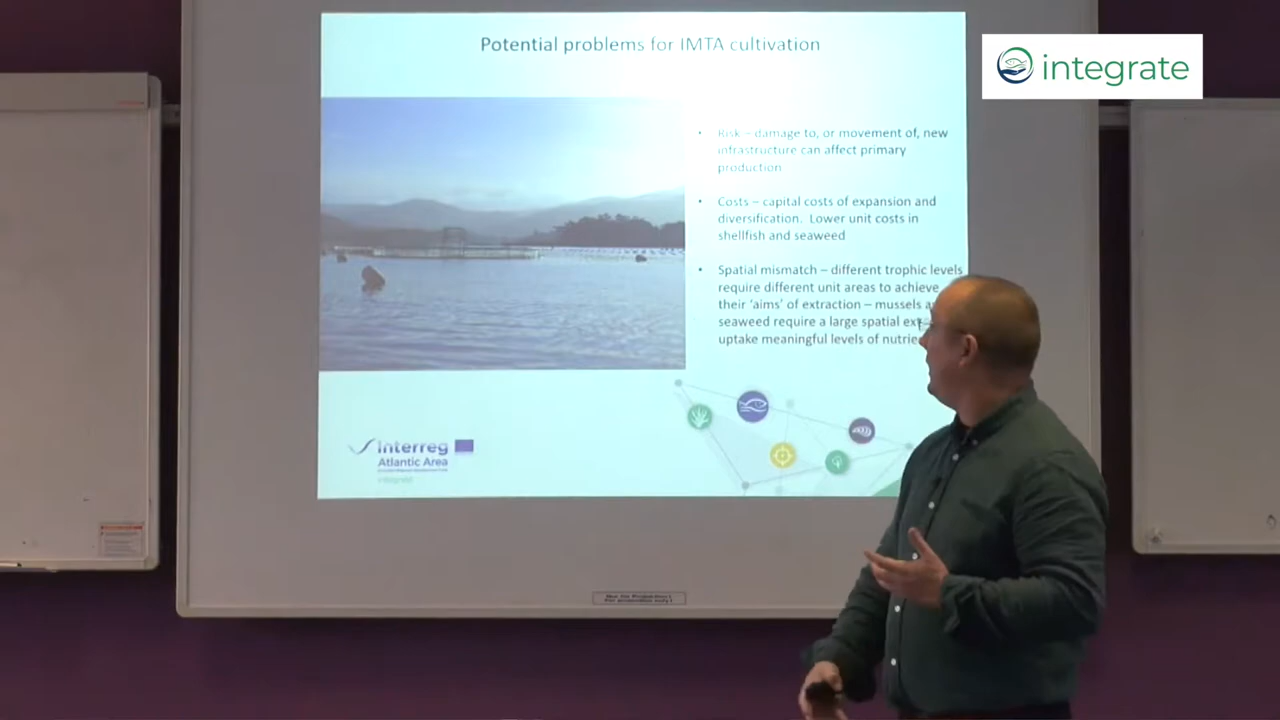 Potential problems for IMTA cultivation
integrate
• Risk – damage to, or movement of, new
infrastructure can affect primary
production
• Costs – capital costs of expansion and
diversification. Lower unit costs in
shellfish and seaweed
• Spatial mismatch – different trophic levels
require different unit areas to achieve
their ‘aims’ of extraction – mussels
seaweed require a large spatial
uptake meaningful levels of
Interreg
Atlantic Area
integrate